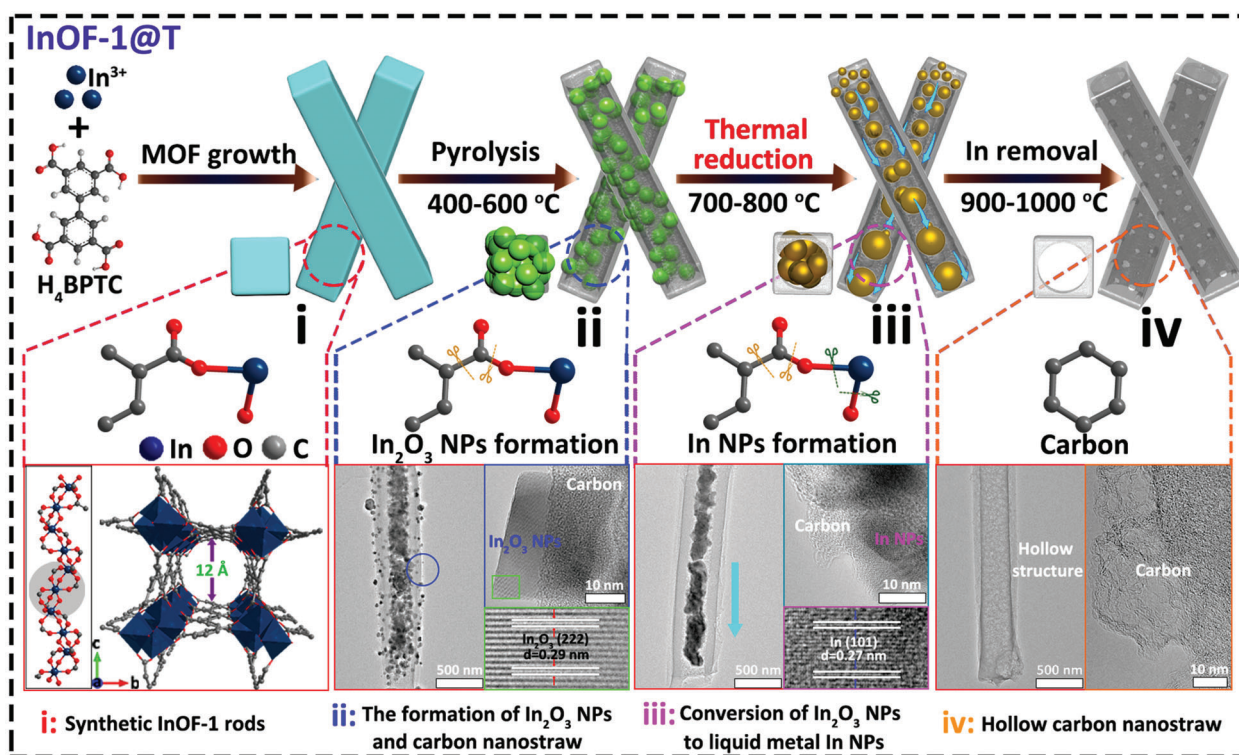 InOF-1@T
In³⁺
+
H₄BPTC
MOF growth
Pyrolysis
400-600 °C
Thermal
reduction
700-800 °C
In removal
900-1000 °C
i
ii
iii
iv
In O C
In₂O₃ NPs formation
In NPs formation
Carbon
12 Å
c
a
b
Carbon
In₂O₃ NPs
10 nm
In₂O₃ (222)
d=0.29 nm
500 nm
Carbon
In NPs
10 nm
In (101)
d=0.27 nm
500 nm
Hollow
structure
500 nm
Carbon
10 nm
i: Synthetic InOF-1 rods
ii: The formation of In₂O₃ NPs
and carbon nanostraw
iii: Conversion of In₂O₃ NPs
to liquid metal In NPs
iv: Hollow carbon nanostraw